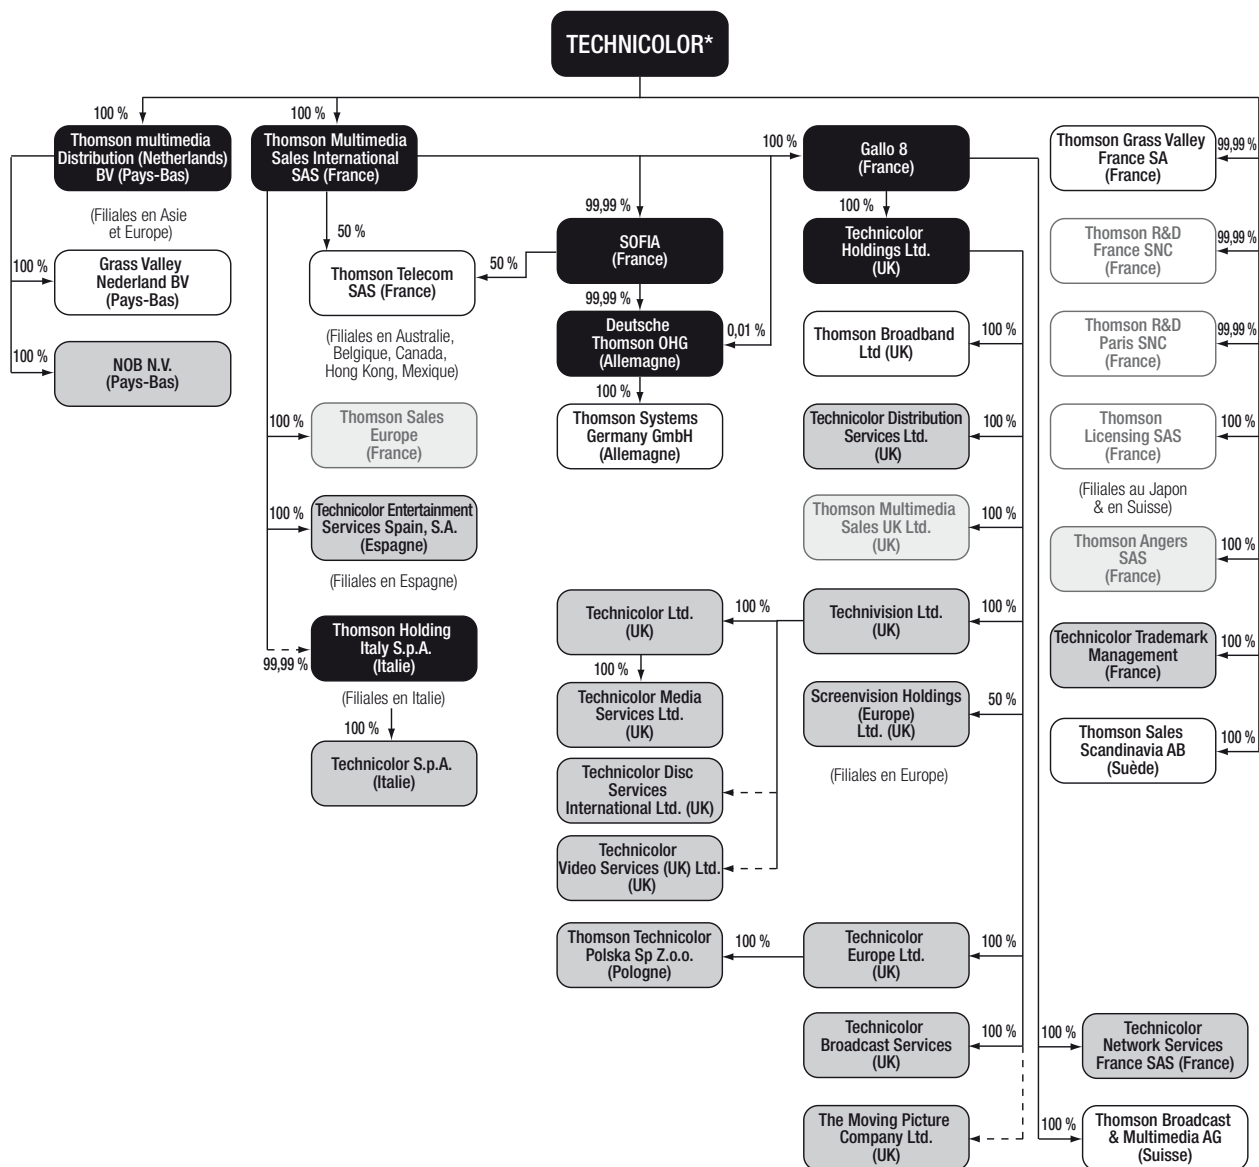 TECHNICOLOR*
100 %
Thomson multimedia
Distribution (Netherlands)
BV (Pays-Bas)
(Filiales en Asie
et Europe)
100 %
Grass Valley
Nederland BV
(Pays-Bas)
100 %
NOB N.V.
(Pays-Bas)
100 %
Thomson Multimedia
Sales International
SAS (France)
50 %
Thomson Telecom
SAS (France)
50 %
(Filiales en Australie,
Belgique, Canada,
Hong Kong, Mexique)
100 %
Thomson Sales
Europe
(France)
100 %
Technicolor Entertainment
Services Spain, S.A.
(Espagne)
(Filiales en Espagne)
99,99 %
Thomson Holding
Italy S.p.A.
(Italie)
(Filiales en Italie)
100 %
Technicolor S.p.A.
(Italie)
99,99 %
SOFIA
(France)
99,99 %
Deutsche
Thomson OHG
(Allemagne)
0,01 %
100 %
Thomson Systems
Germany GmbH
(Allemagne)
100 %
Gallo 8
(France)
100 %
Technicolor
Holdings Ltd.
(UK)
Thomson Broadband
Ltd (UK)
100 %
Technicolor Distribution
Services Ltd.
(UK)
100 %
Thomson Multimedia
Sales UK Ltd.
(UK)
100 %
Technicolor Ltd.
(UK)
100 %
Technivision Ltd.
(UK)
100 %
100 %
Technicolor Media
Services Ltd.
(UK)
Screenvision Holdings
(Europe)
Ltd. (UK)
50 %
(Filiales en Europe)
Technicolor Disc
Services
International Ltd. (UK)
Technicolor
Video Services (UK) Ltd.
(UK)
Thomson Technicolor
Polska Sp Z.o.o.
(Pologne)
100 %
Technicolor
Europe Ltd.
(UK)
100 %
Technicolor
Broadcast Services
(UK)
100 %
The Moving Picture
Company Ltd.
(UK)
Thomson Grass Valley
France SA
(France)
99,99 %
Thomson R&D
France SNC
(France)
99,99 %
Thomson R&D
Paris SNC
(France)
99,99 %
Thomson
Licensing SAS
(France)
100 %
(Filiales au Japon
& en Suisse)
Thomson Angers
SAS
(France)
100 %
Technicolor Trademark
Management
(France)
100 %
Thomson Sales
Scandinavia AB
(Suède)
100 %
100 %
Technicolor
Network Services
France SAS (France)
100 %
Thomson Broadcast
& Multimedia AG
(Suisse)